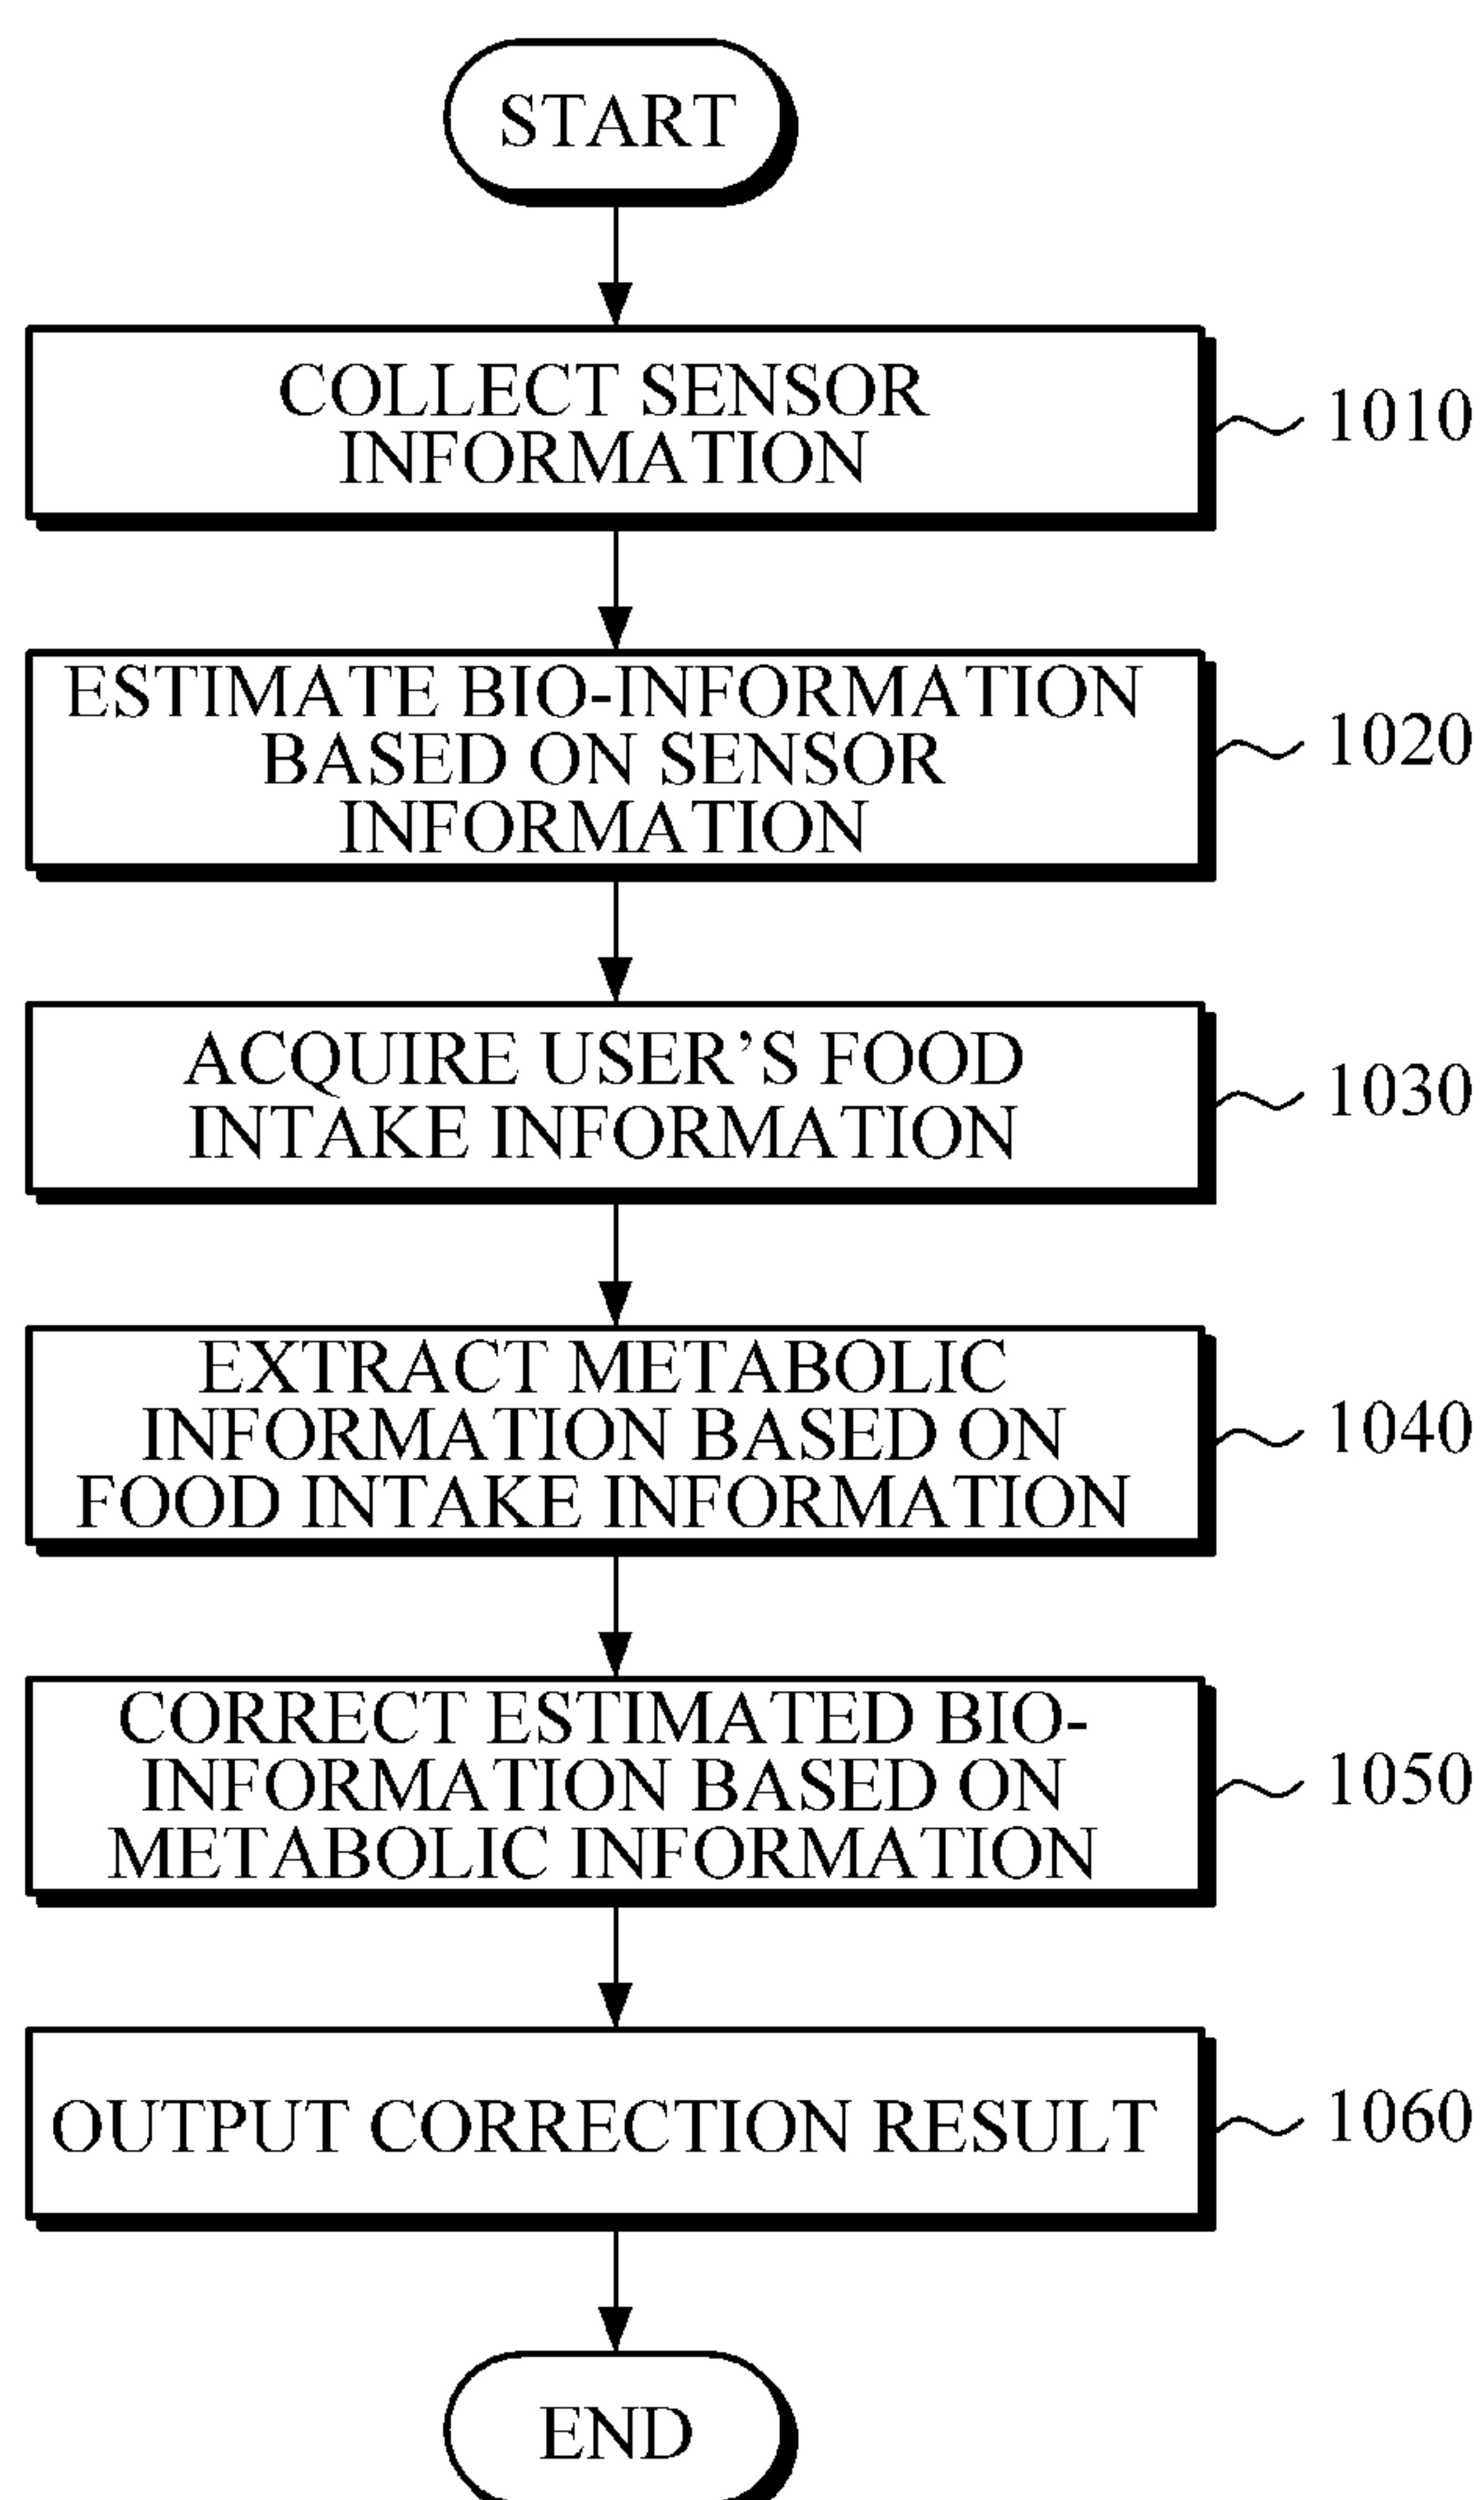 START
COLLECT SENSOR
INFORMATION
1010
ESTIMATE BIO-INFORMATION
BASED ON SENSOR
INFORMATION
1020
ACQUIRE USER’S FOOD
INTAKE INFORMATION
1030
EXTRACT METABOLIC
INFORMATION BASED ON
FOOD INTAKE INFORMATION
1040
CORRECT ESTIMATED BIO-
INFORMATION BASED ON
METABOLIC INFORMATION
1050
OUTPUT CORRECTION RESULT
1060
END